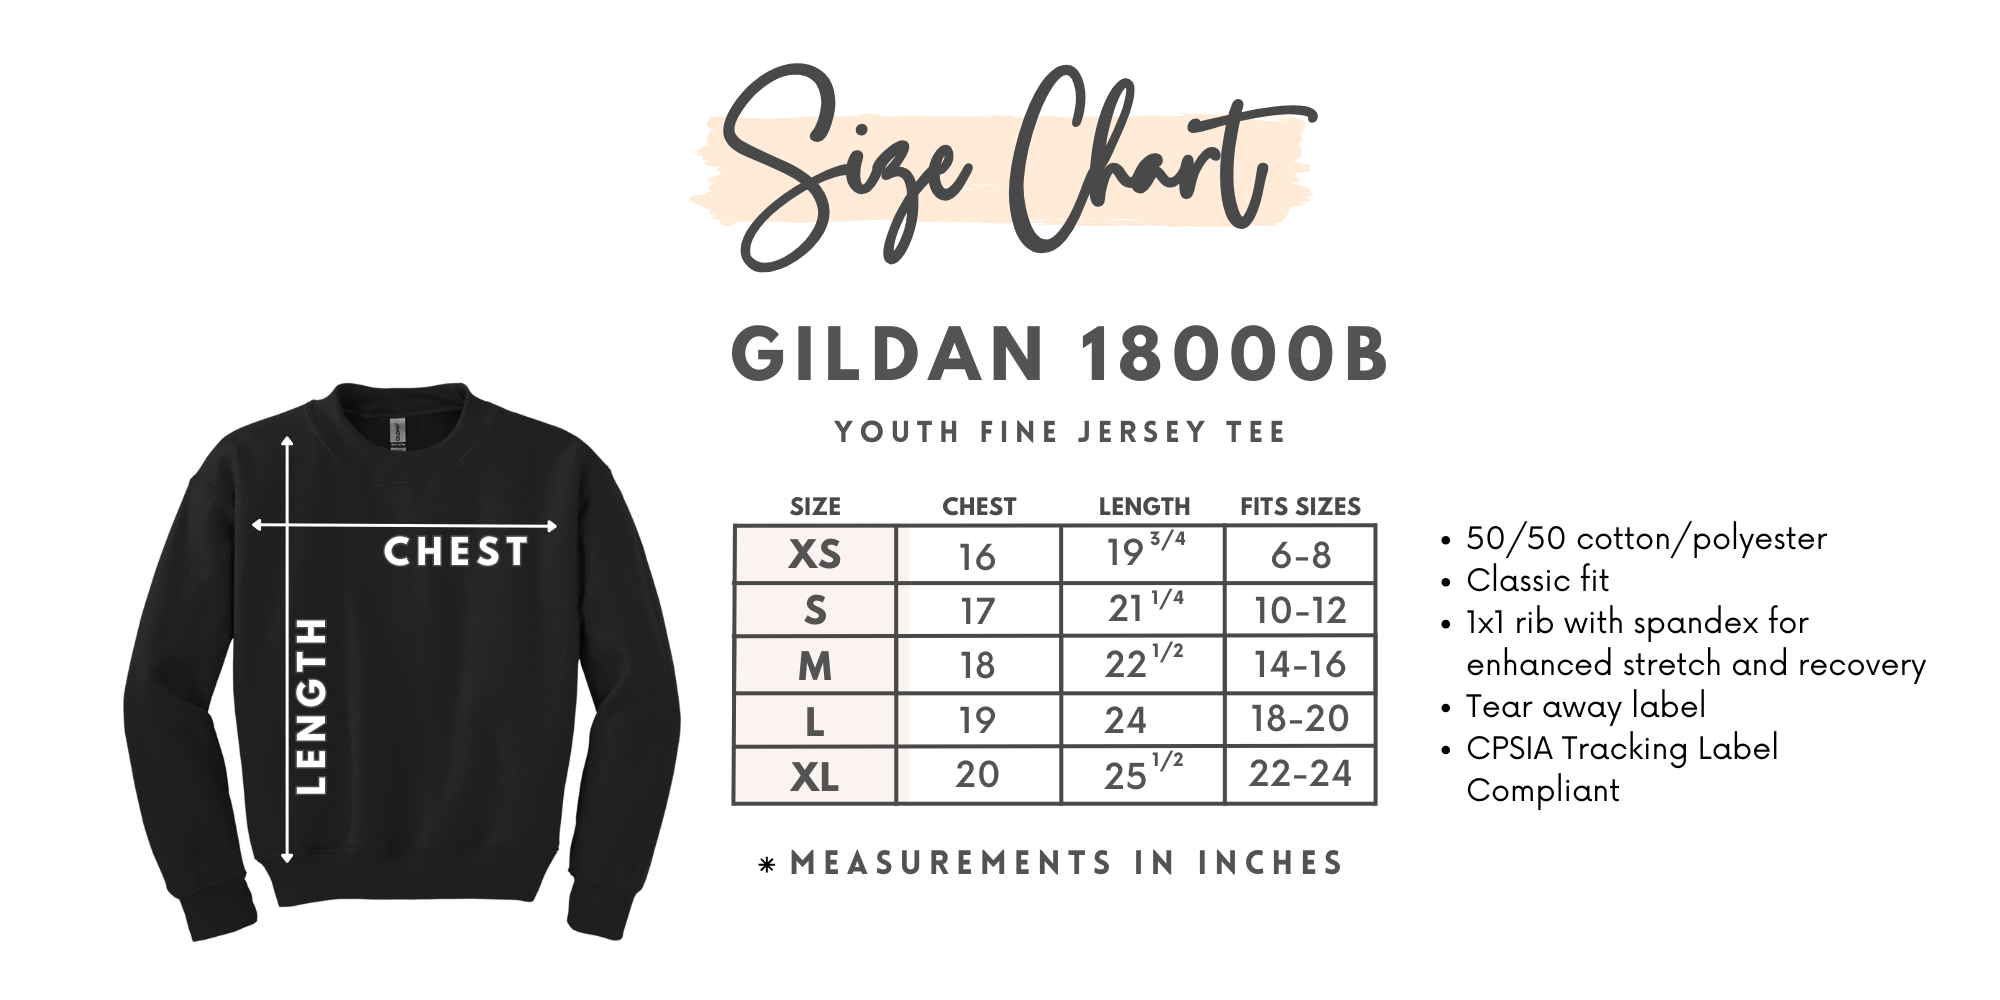 Size Chart
GILDAN 18000B
YOUTH FINE JERSEY TEE
SIZE CHEST LENGTH FITS SIZES
XS 16 19 3/4 6-8
S 17 21 1/4 10-12
M 18 22 1/2 14-16
L 19 24 18-20
XL 20 25 1/2 22-24
* MEASUREMENTS IN INCHES
GILDAN
CHEST
LENGTH
• 50/50 cotton/polyester
• Classic fit
• 1x1 rib with spandex for
enhanced stretch and recovery
• Tear away label
• CPSIA Tracking Label
Compliant